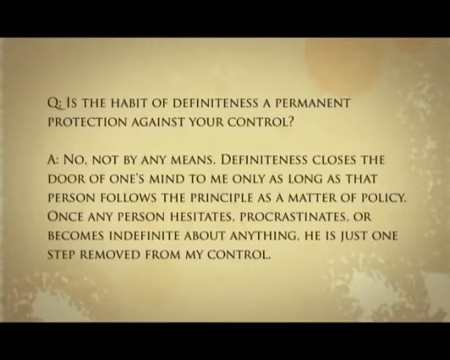 Q: Is the habit of definiteness a permanent
protection against your control?
A: No, not by any means. Definiteness closes the
door of one's mind to me only as long as that
person follows the principle as a matter of policy.
Once any person hesitates, procrastinates, or
becomes indefinite about anything, he is just one
step removed from my control.